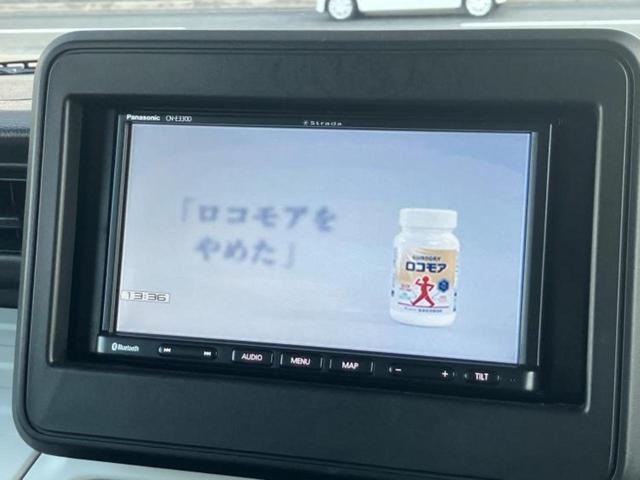 Panasonic CN-E330D
Strada
「ロコモアを
やめた」
SUNTORY
ロコモア
13:36
Bluetooth
AUDIO
MENU
MAP
− +
TILT